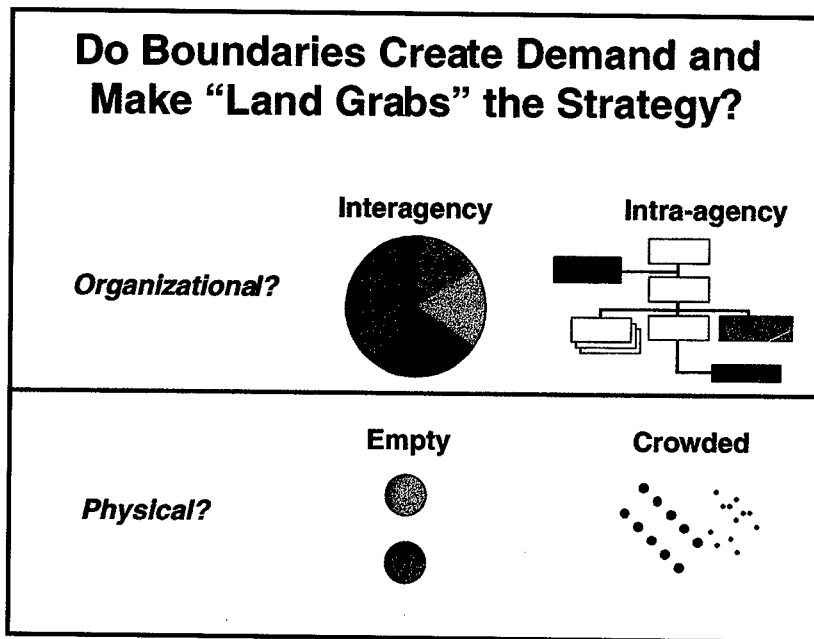 Do Boundaries Create Demand and
Make “Land Grabs” the Strategy?
Interagency
Intra-agency
Organizational?
Empty
Crowded
Physical?